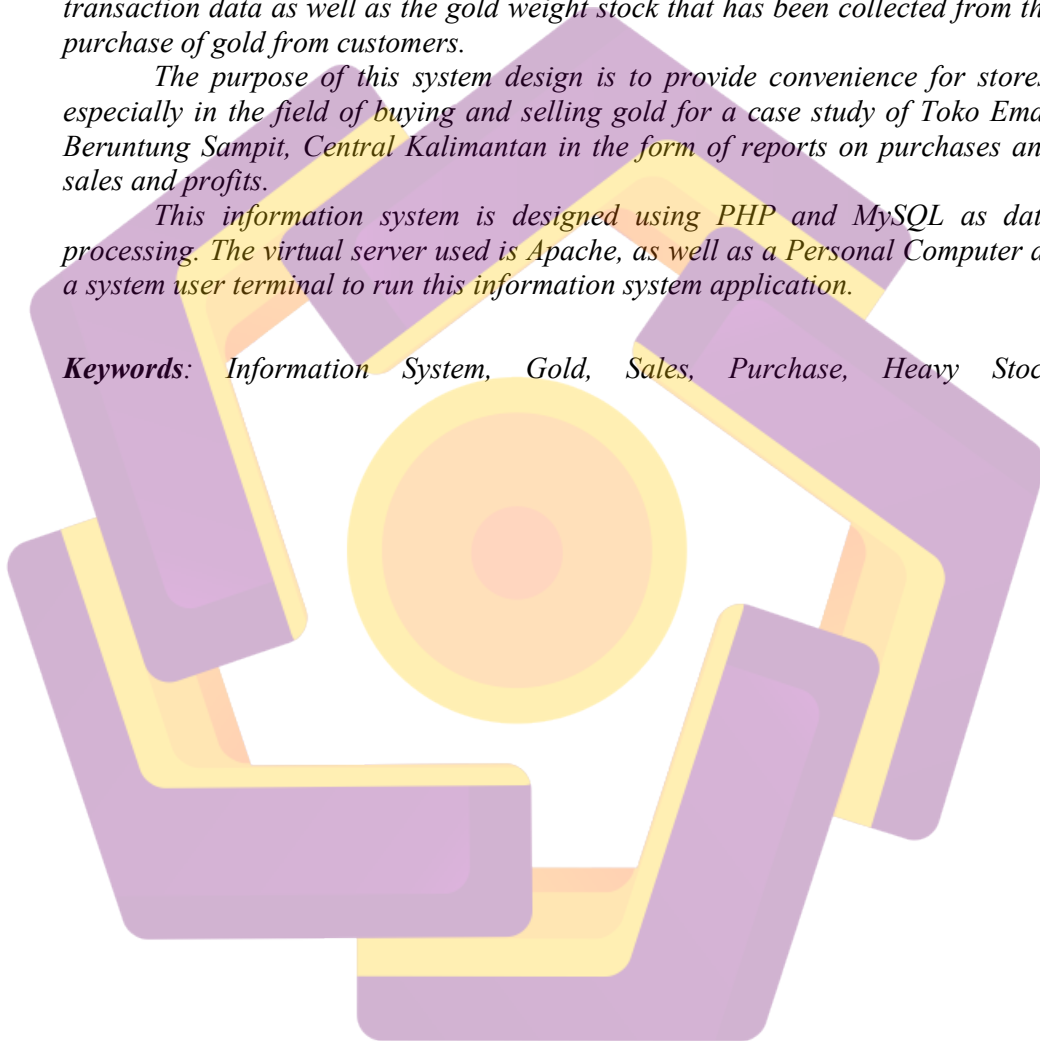 transaction data as well as the gold weight stock that has been collected from th
purchase of gold from customers.
The purpose of this system design is to provide convenience for stores
especially in the field of buying and selling gold for a case study of Toko Ema
Beruntung Sampit, Central Kalimantan in the form of reports on purchases an
sales and profits.
This information system is designed using PHP and MySQL as dat
processing. The virtual server used is Apache, as well as a Personal Computer a
a system user terminal to run this information system application.
Keywords: Information System, Gold, Sales, Purchase, Heavy Stoc